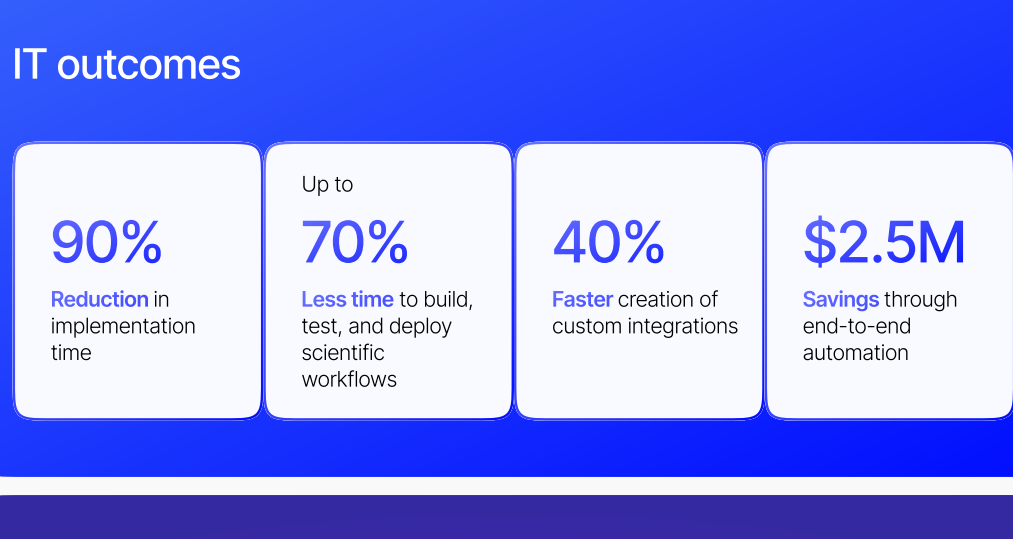 IT outcomes
90%
Reduction in
implementation
time
Up to
70%
Less time to build,
test, and deploy
scientific
workflows
40%
Faster creation of
custom integrations
$2.5M
Savings through
end-to-end
automation